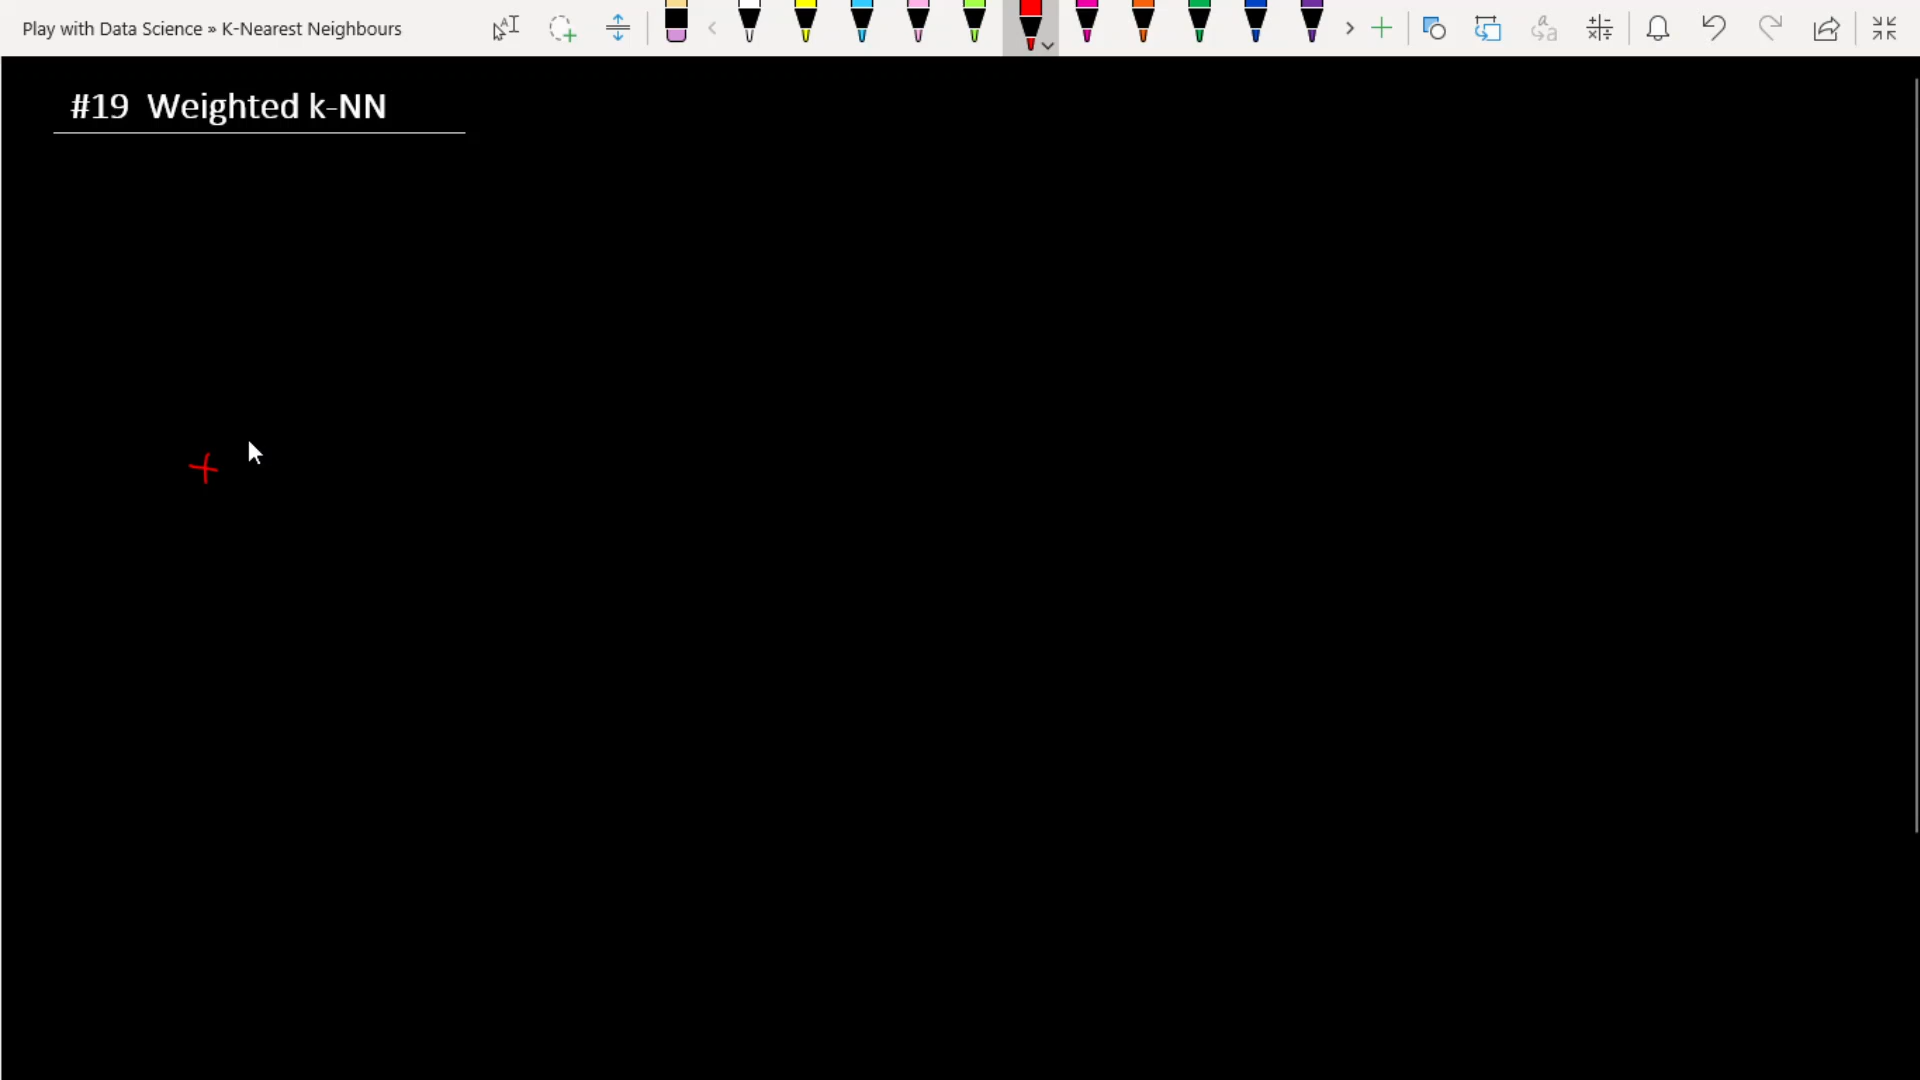 Play with Data Science » K-Nearest Neighbours
#19 Weighted k-NN
+